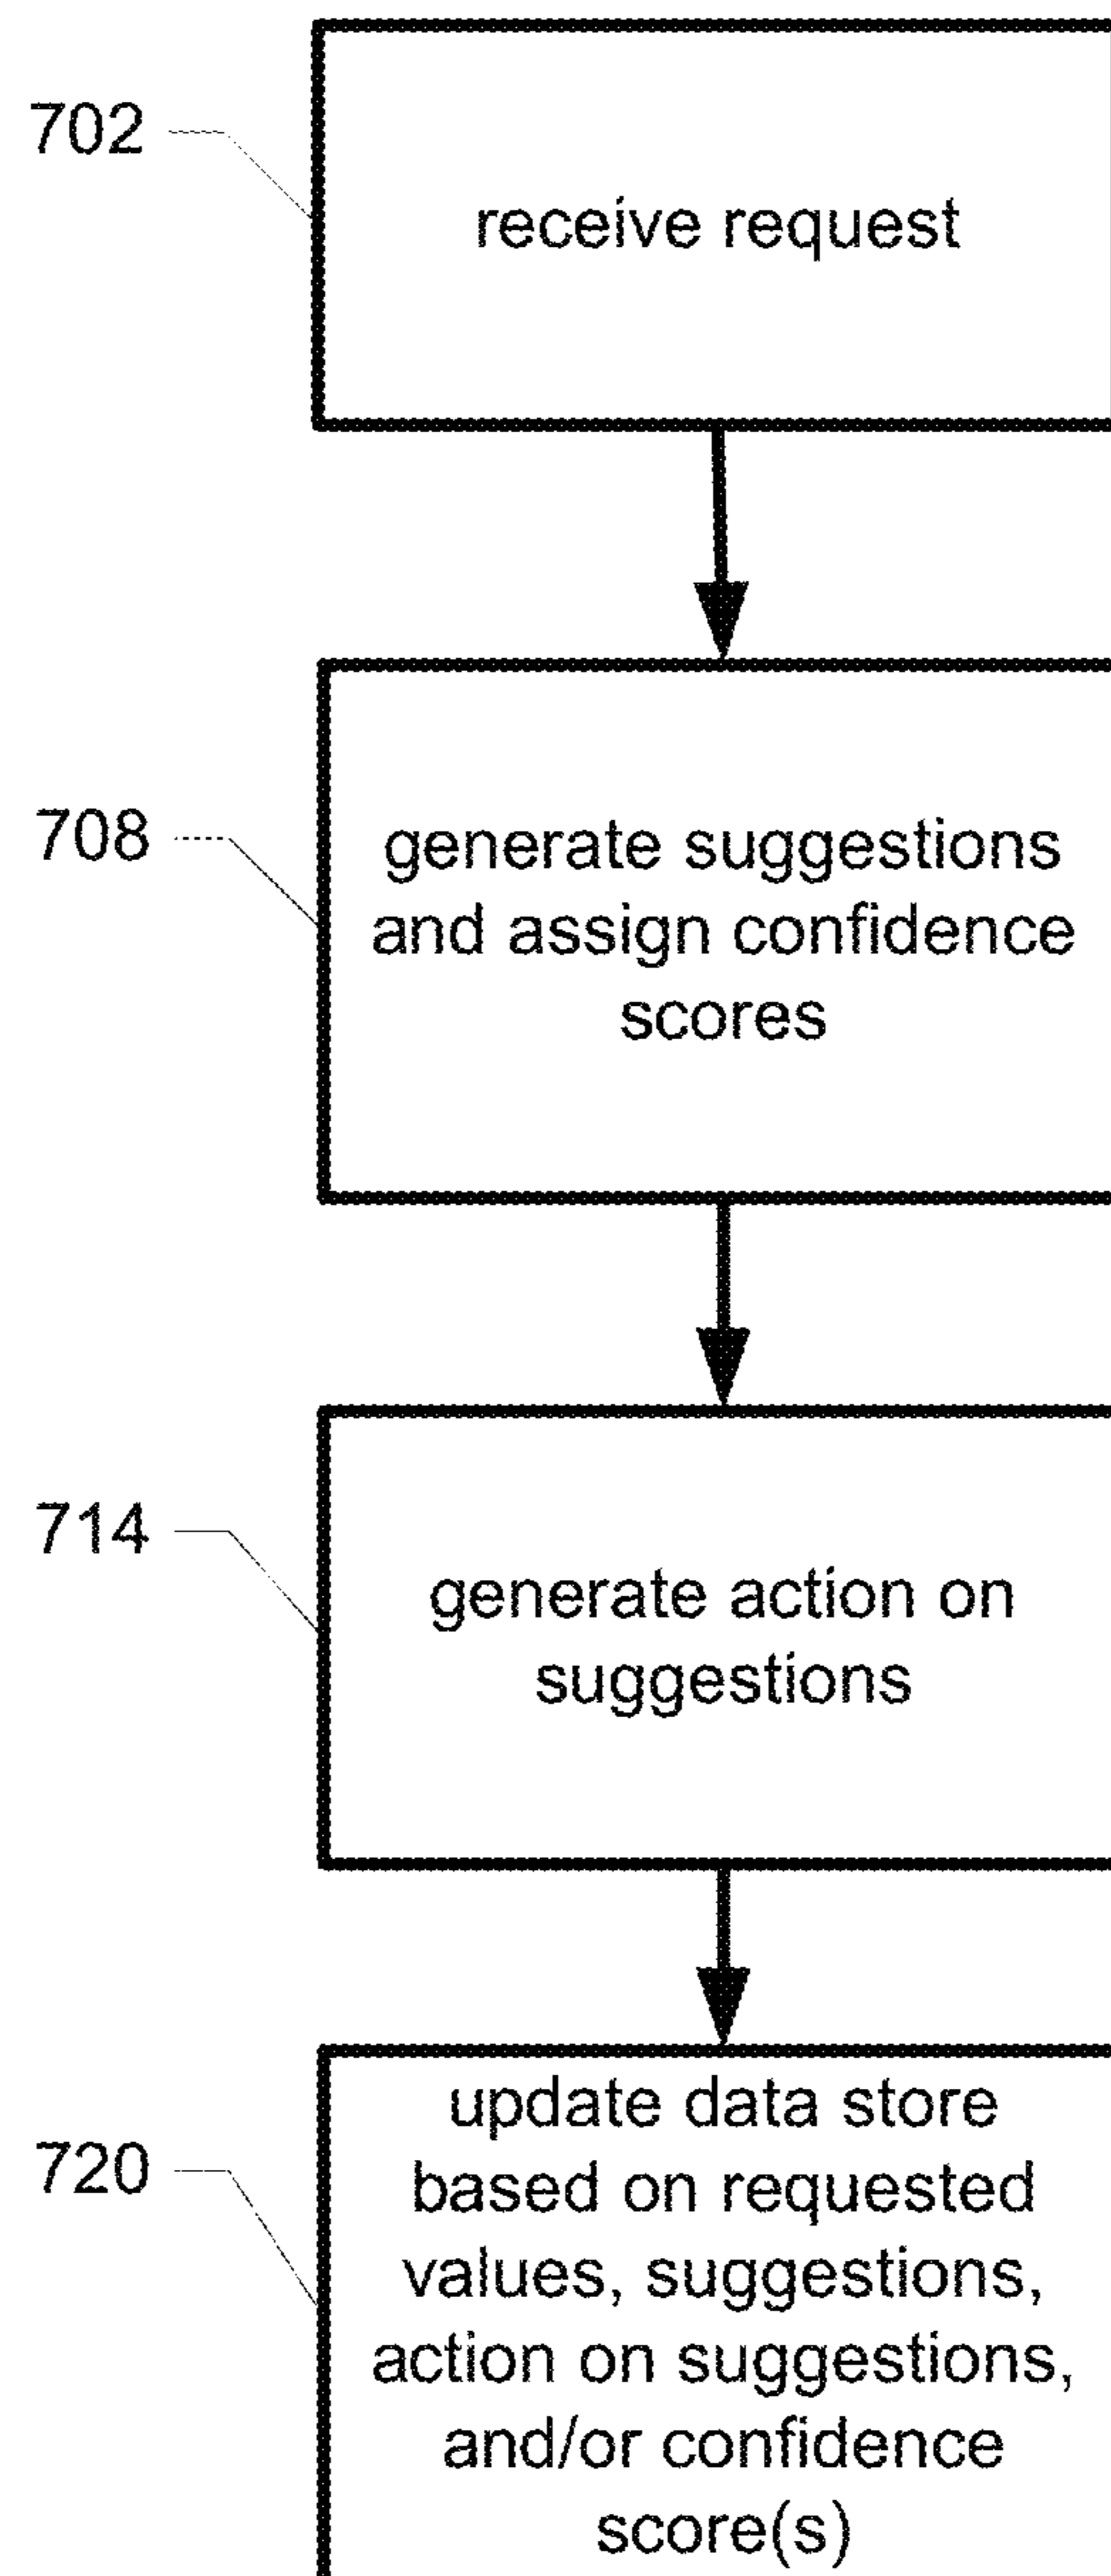 702
receive request
708
generate suggestions
and assign confidence
scores
714
generate action on
suggestions
720
update data store
based on requested
values, suggestions,
action on suggestions,
and/or confidence
score(s)